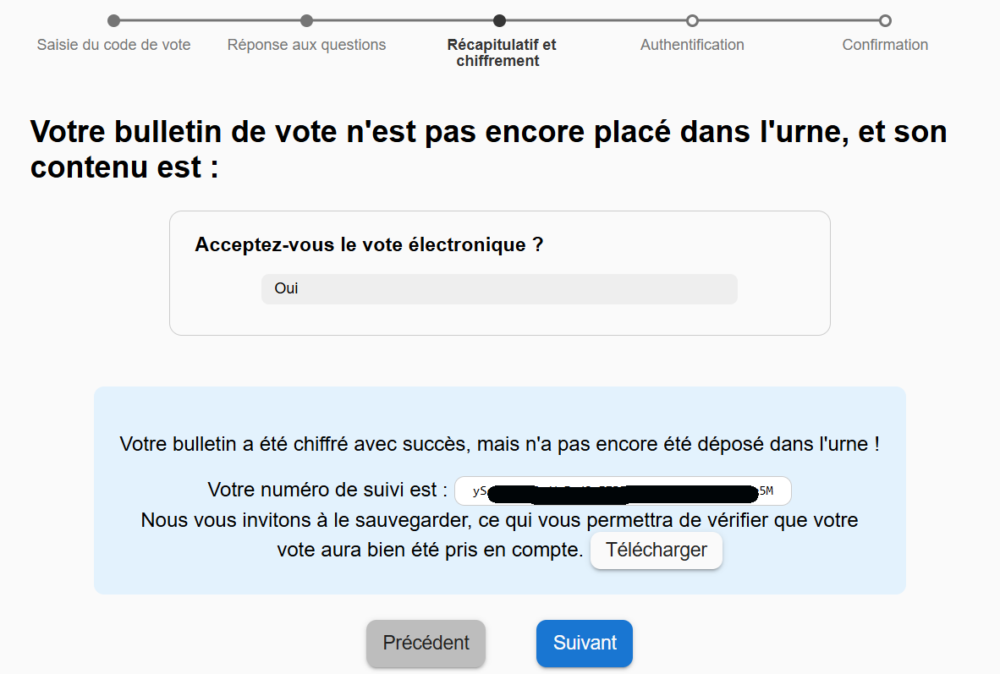 Saisie du code de vote
Réponse aux questions
Récapitulatif et
chiffrement
Authentification
Confirmation
Votre bulletin de vote n'est pas encore placé dans l'urne, et son
contenu est :
Acceptez-vous le vote électronique ?
Oui
Votre bulletin a été chiffré avec succès, mais n'a pas encore été déposé dans l'urne !
Votre numéro de suivi est :
Nous vous invitons à le sauvegarder, ce qui vous permettra de vérifier que votre
vote aura bien été pris en compte. Télécharger
Précédent
Suivant